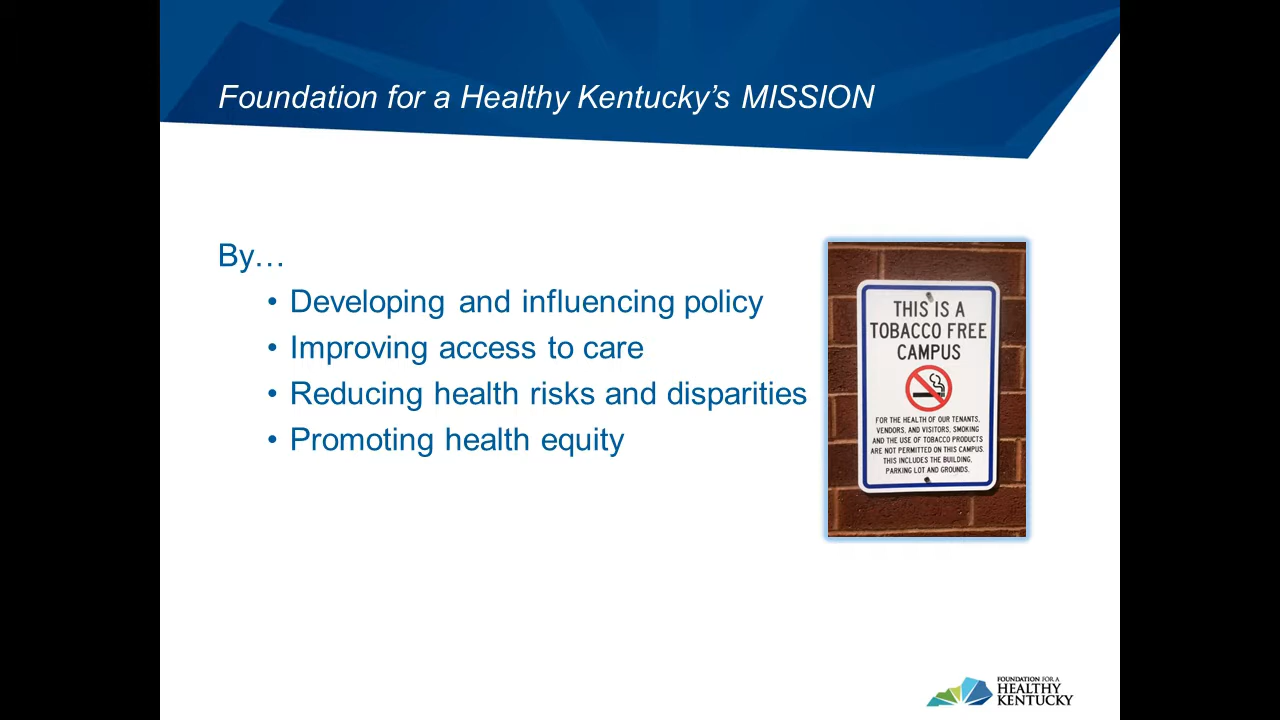 Foundation for a Healthy Kentucky’s MISSION
By…
• Developing and influencing policy
• Improving access to care
• Reducing health risks and disparities
• Promoting health equity
THIS IS A
TOBACCO FREE
CAMPUS
FOR THE HEALTH OF OUR TENANTS,
VENDORS, AND VISITORS, SMOKING
AND THE USE OF TOBACCO PRODUCTS
ARE NOT PERMITTED ON THIS CAMPUS.
THIS INCLUDES THE BUILDING,
PARKING LOT AND GROUNDS.
FOUNDATION FOR A
HEALTHY
KENTUCKY